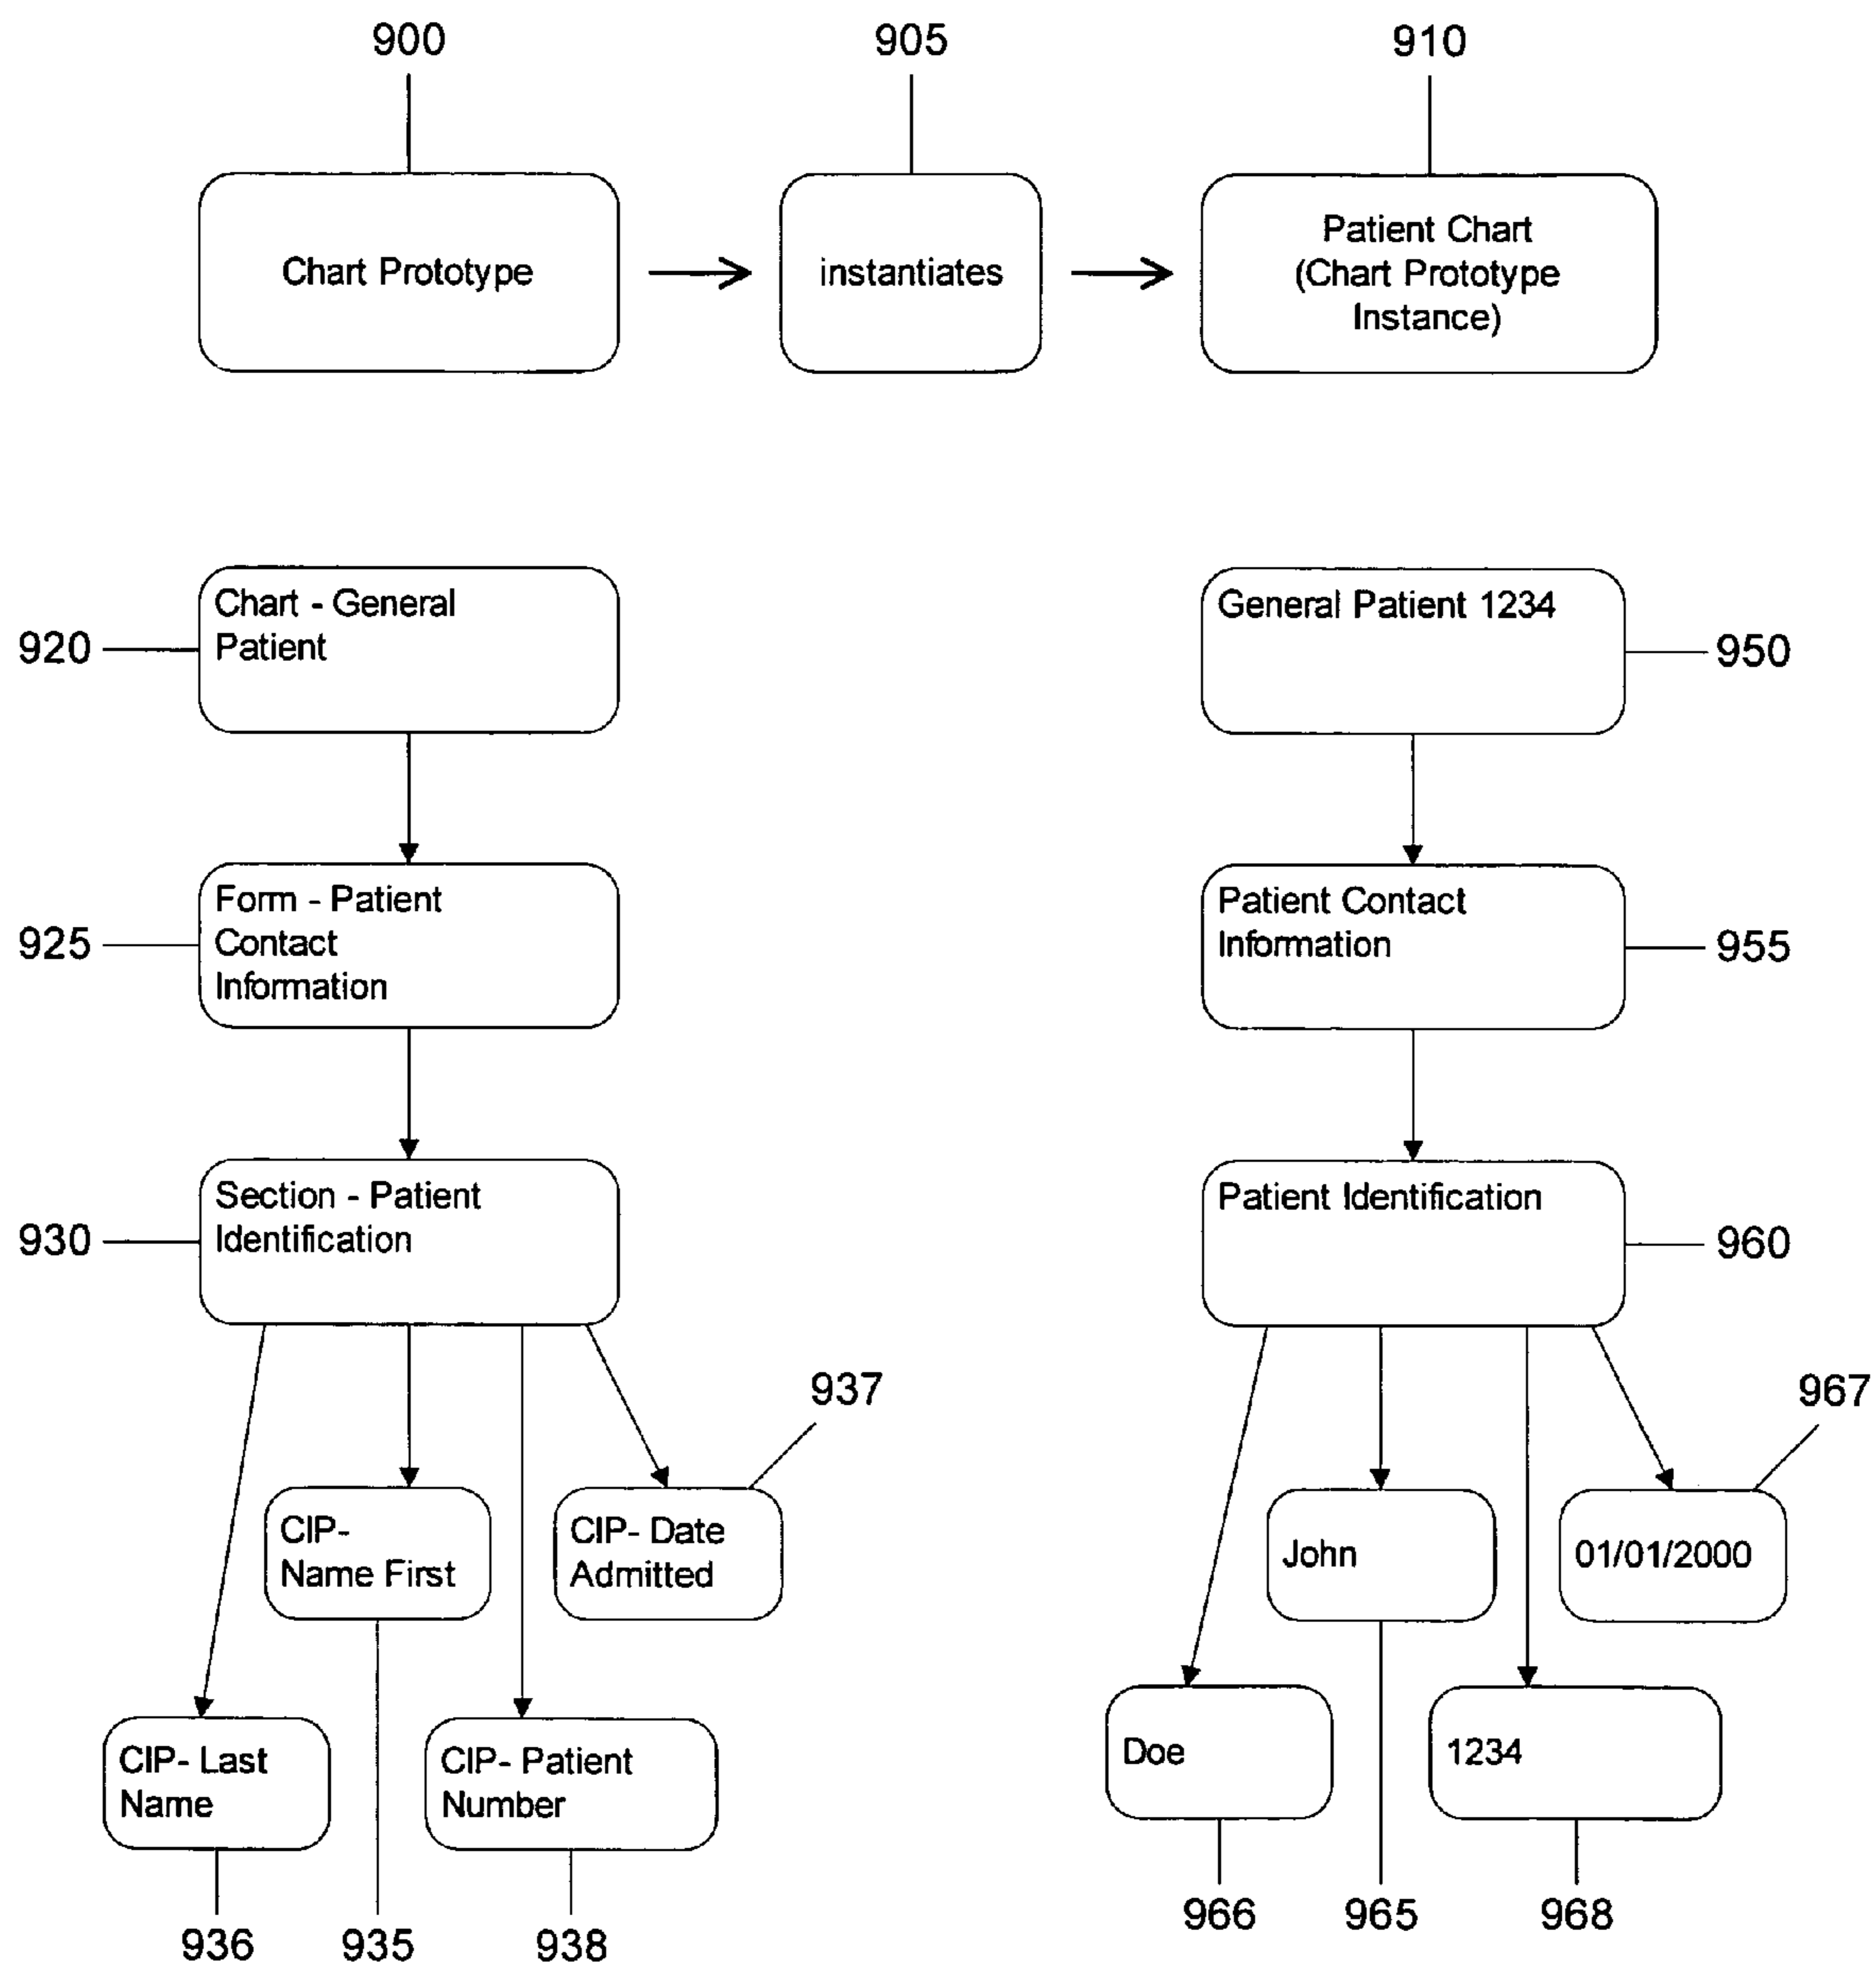 900
905
910
Chart Prototype
instantiates
Patient Chart
(Chart Prototype
Instance)
Chart - General
Patient
920
General Patient 1234
950
Form - Patient
Contact
Information
925
Patient Contact
Information
955
Section - Patient
Identification
930
Patient Identification
960
937
967
CIP-
Name First
CIP- Date
Admitted
John
01/01/2000
CIP- Last
Name
CIP- Patient
Number
Doe
1234
936
935
938
966
965
968